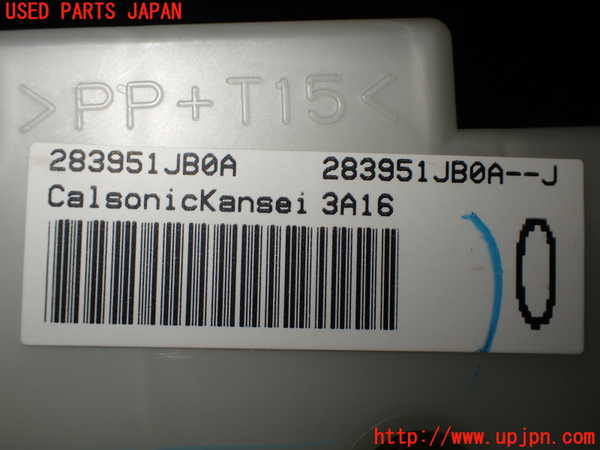 USED PARTS JAPAN
>PP+T15<
283951JB0A 283951JB0A--J
CalsonicKansei 3A16
0
http://www.upjpn.com/